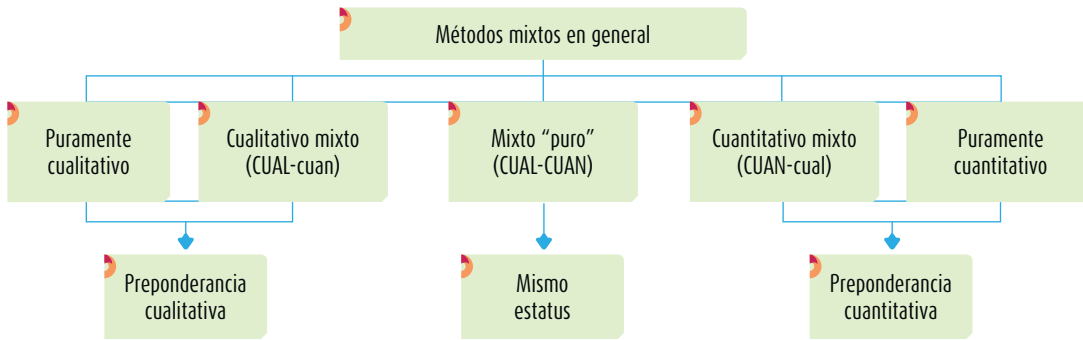 Métodos mixtos en general
Puramente
cualitativo
Cualitativo mixto
(CUAL-cuan)
Mixto “puro”
(CUAL-CUAN)
Cuantitativo mixto
(CUAN-cual)
Puramente
cuantitativo
Preponderancia
cualitativa
Mismo
estatus
Preponderancia
cuantitativa